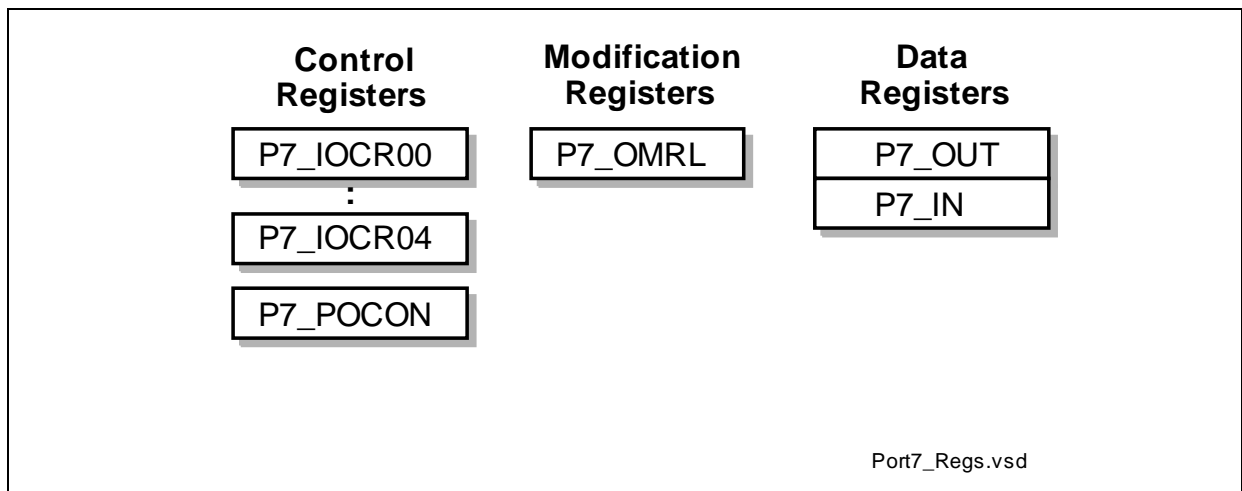 Control
Registers
P7_IOCR00
:
P7_IOCR04
P7_POCON
Modification
Registers
P7_OMRL
Data
Registers
P7_OUT
P7_IN
Port7_Regs.vsd